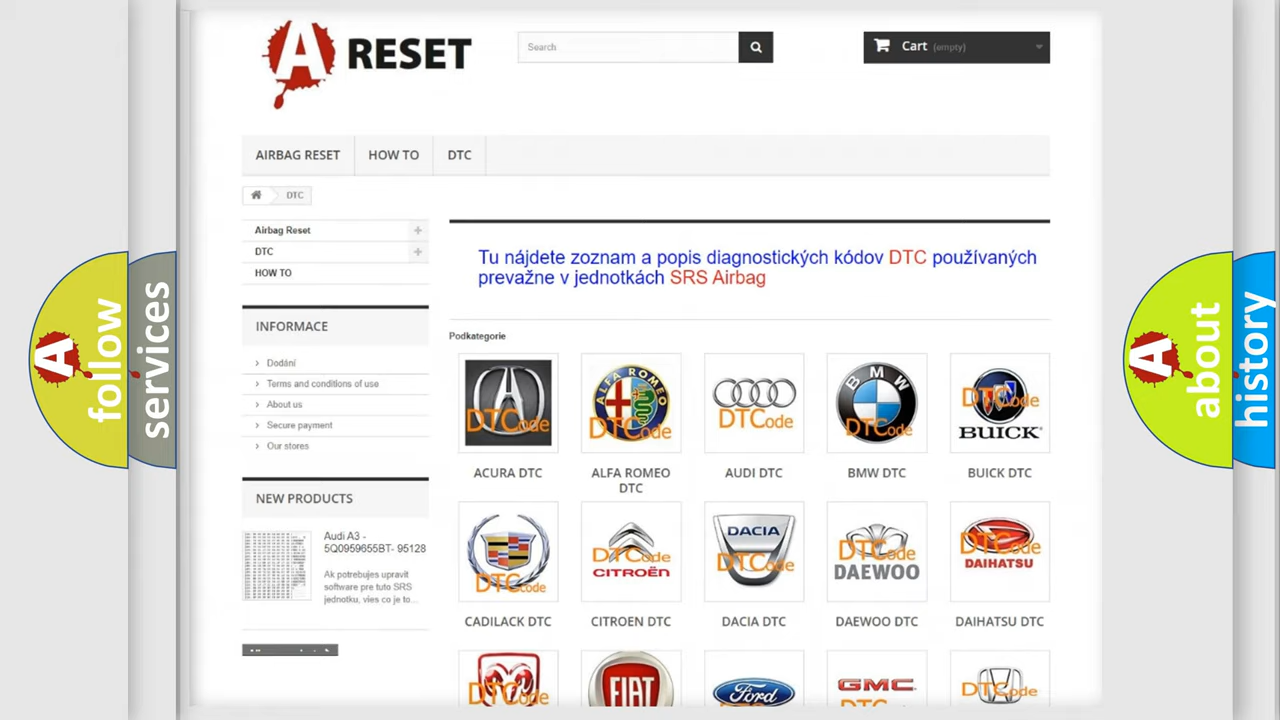 A RESET
Search
Cart (empty)
AIRBAG RESET
HOW TO
DTC
DTC
Airbag Reset
DTC
HOW TO
Tu nájdete zoznam a popis diagnostických kódov DTC používaných
prevažne v jednotkách SRS Airbag
INFORMACE
Dodání
Terms and conditions of use
About us
Secure payment
Our stores
NEW PRODUCTS
Audi A3 -
5Q0959655BT- 95128
Ak potrebujes upravit
software pre tuto SRS
jednotku, vies co je to...
Podkategorie
DTCode
ALFA ROMEO
DTCode
DTCode
BMW
DTCode
DTCode
BUICK
ACURA DTC
ALFA ROMEO
DTC
AUDI DTC
BMW DTC
BUICK DTC
DTCode
DTCode
CITROËN
DACIA
DTCode
DTCode
DAEWOO
DTCode
DAIHATSU
CADILACK DTC
CITROEN DTC
DACIA DTC
DAEWOO DTC
DAIHATSU DTC
DTCode
FIAT
Ford
GMC
DTCode
A follow
services
A about
history